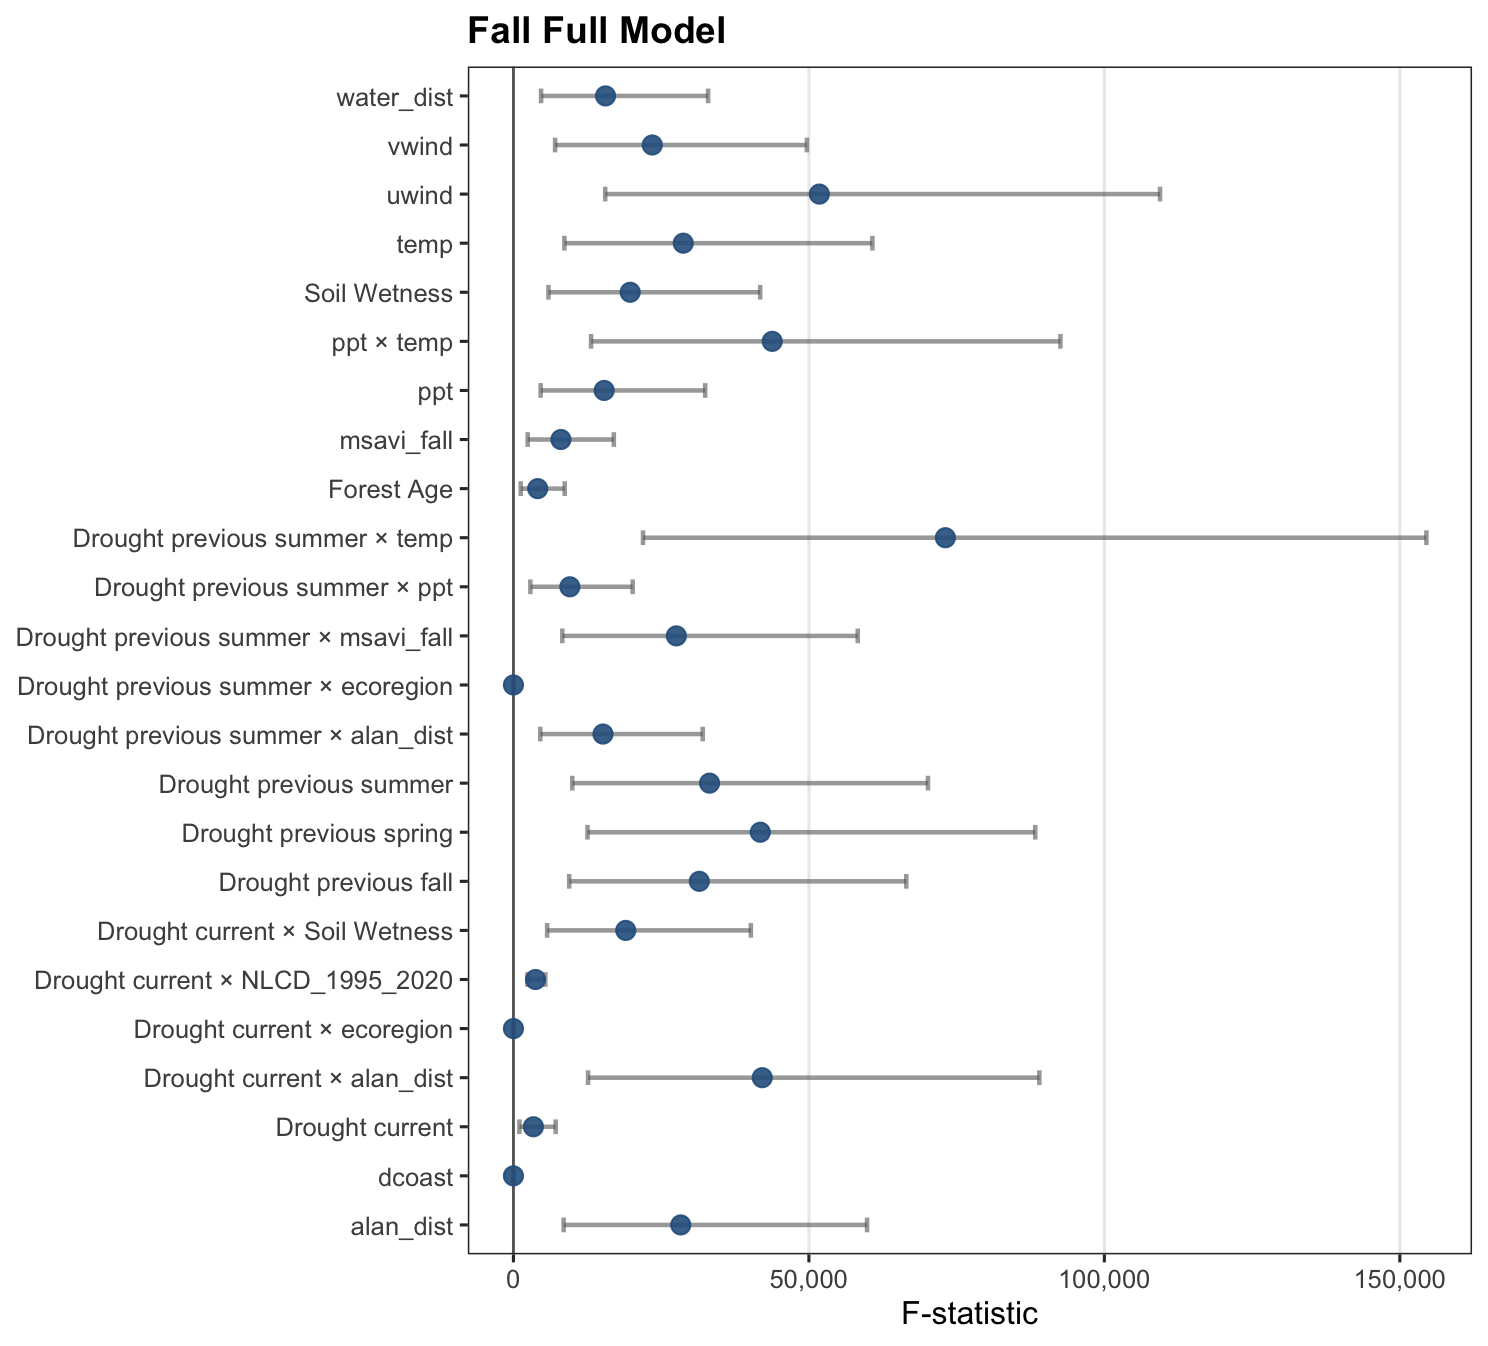 Fall Full Model
water_dist
vwind
uwind
temp
Soil Wetness
ppt × temp
ppt
msavi_fall
Forest Age
Drought previous summer × temp
Drought previous summer × ppt
Drought previous summer × msavi_fall
Drought previous summer × ecoregion
Drought previous summer × alan_dist
Drought previous summer
Drought previous spring
Drought previous fall
Drought current × Soil Wetness
Drought current × NLCD_1995_2020
Drought current × ecoregion
Drought current × alan_dist
Drought current
dcoast
alan_dist
0 50,000 100,000 150,000
F-statistic